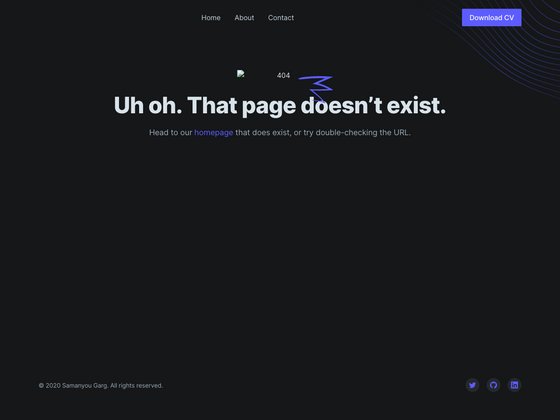 Home About Contact Download CV
404
Uh oh. That page doesn’t exist.
Head to our homepage that does exist, or try double-checking the URL.
© 2020 Samanyou Garg. All rights reserved.